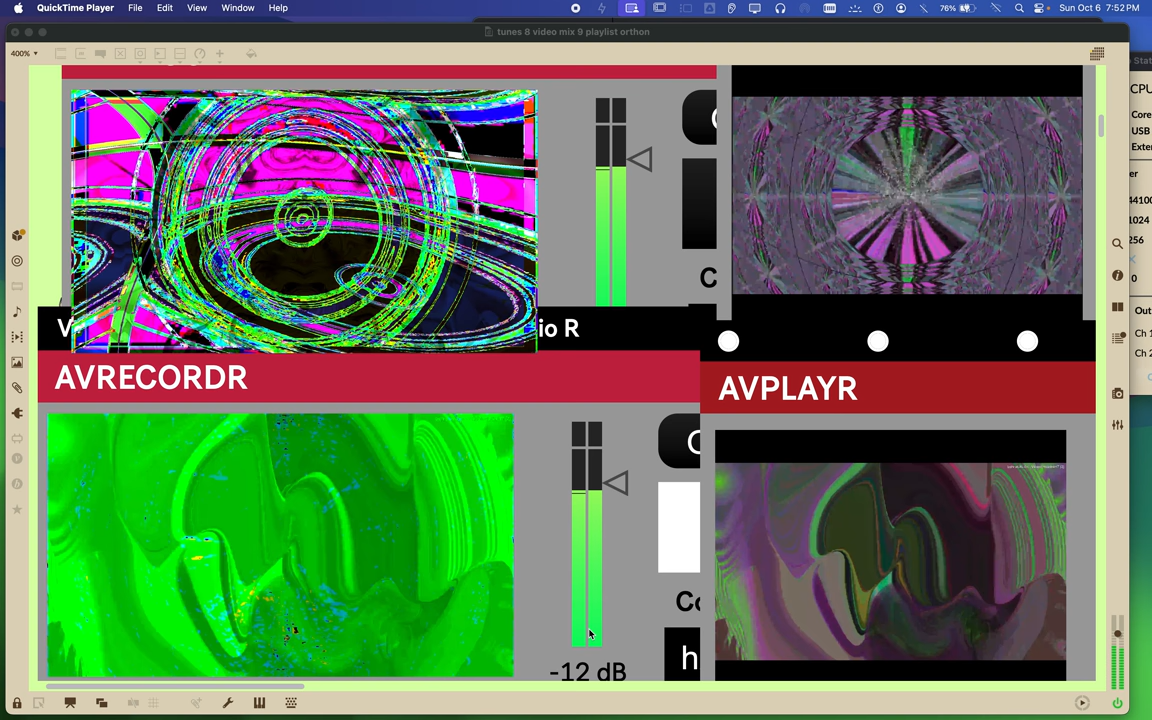 QuickTime Player File Edit View Window Help 76% Sun Oct 6 7:52 PM
tunes 8 video mix 9 playlist orthon
400%
Stat
CPU
Core
USB
Exter
er
44100
1024
256
0
Out
Ch 1
Ch 2
C
V io R
AVRECORDR
AVPLAYR
C
Co
h
-12 dB